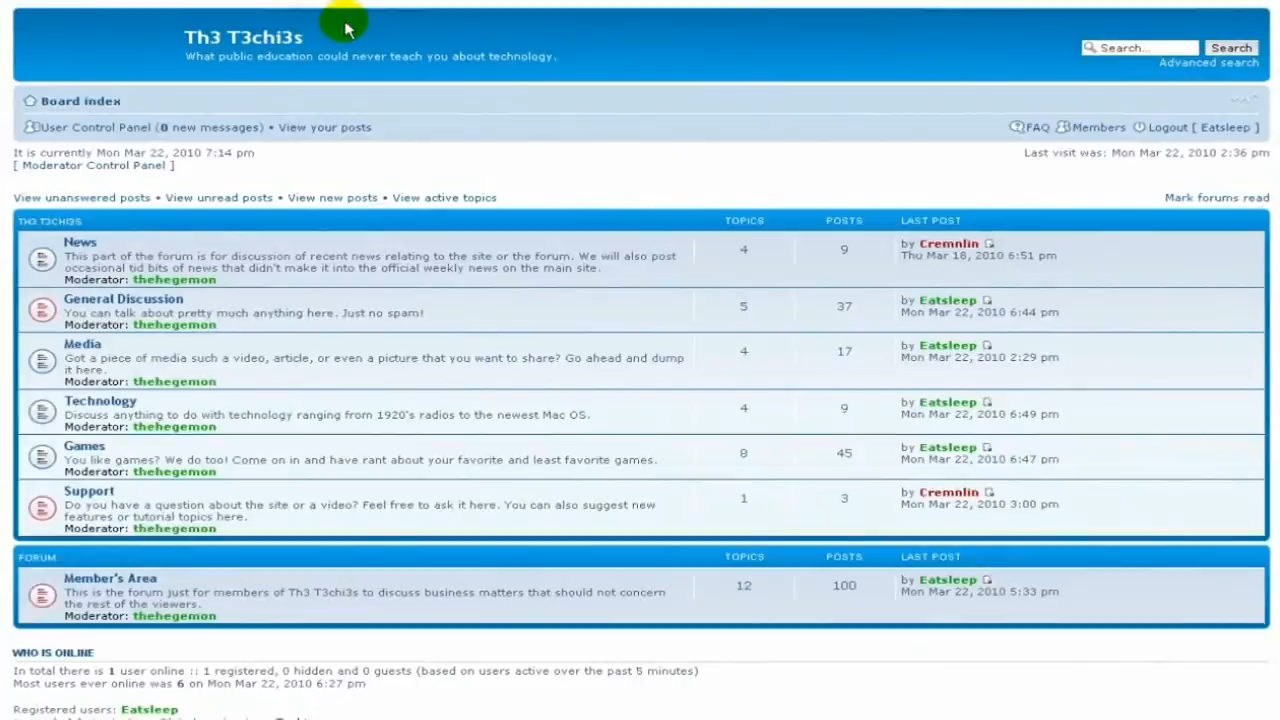 Th3 T3chi3s
What public education could never teach you about technology.
Search...
Search
Advanced search
Board index
User Control Panel (0 new messages) • View your posts
FAQ Members Logout [ Eatsleep ]
It is currently Mon Mar 22, 2010 7:14 pm
Last visit was: Mon Mar 22, 2010 2:36 pm
[ Moderator Control Panel ]
View unanswered posts • View unread posts • View new posts • View active topics
Mark forums read
TH3 T3CHI3S TOPICS POSTS LAST POST
News
This part of the forum is for discussion of recent news relating to the site or the forum. We will also post
occasional tid bits of news that didn't make it into the official weekly news on the main site.
Moderator: thehegemon
4
9
by Cremnlin
Thu Mar 18, 2010 6:51 pm
General Discussion
You can talk about pretty much anything here. Just no spam!
Moderator: thehegemon
5
37
by Eatsleep
Mon Mar 22, 2010 6:44 pm
Media
Got a piece of media such a video, article, or even a picture that you want to share? Go ahead and dump
it here.
Moderator: thehegemon
4
17
by Eatsleep
Mon Mar 22, 2010 2:29 pm
Technology
Discuss anything to do with technology ranging from 1920's radios to the newest Mac OS.
Moderator: thehegemon
4
9
by Eatsleep
Mon Mar 22, 2010 6:49 pm
Games
You like games? We do too! Come on in and have rant about your favorite and least favorite games.
Moderator: thehegemon
8
45
by Eatsleep
Mon Mar 22, 2010 6:47 pm
Support
Do you have a question about the site or a video? Feel free to ask it here. You can also suggest new
features or tutorial topics here.
Moderator: thehegemon
1
3
by Cremnlin
Mon Mar 22, 2010 3:00 pm
FORUM TOPICS POSTS LAST POST
Member's Area
This is the forum just for members of Th3 T3chi3s to discuss business matters that should not concern
the rest of the viewers.
Moderator: thehegemon
12
100
by Eatsleep
Mon Mar 22, 2010 5:33 pm
WHO IS ONLINE
In total there is 1 user online :: 1 registered, 0 hidden and 0 guests (based on users active over the past 5 minutes)
Most users ever online was 6 on Mon Mar 22, 2010 6:27 pm
Registered users: Eatsleep